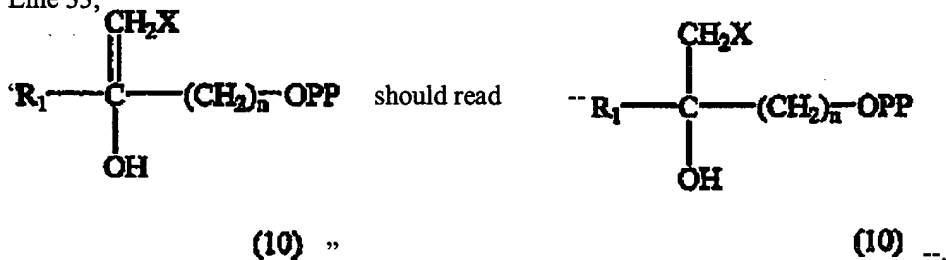 Line 33,
CH₂X CH₂X
‘R₁—C—(CH₂)ₙ—OPP should read --R₁—C—(CH₂)ₙ—OPP
OH OH
(10) ” (10) --.